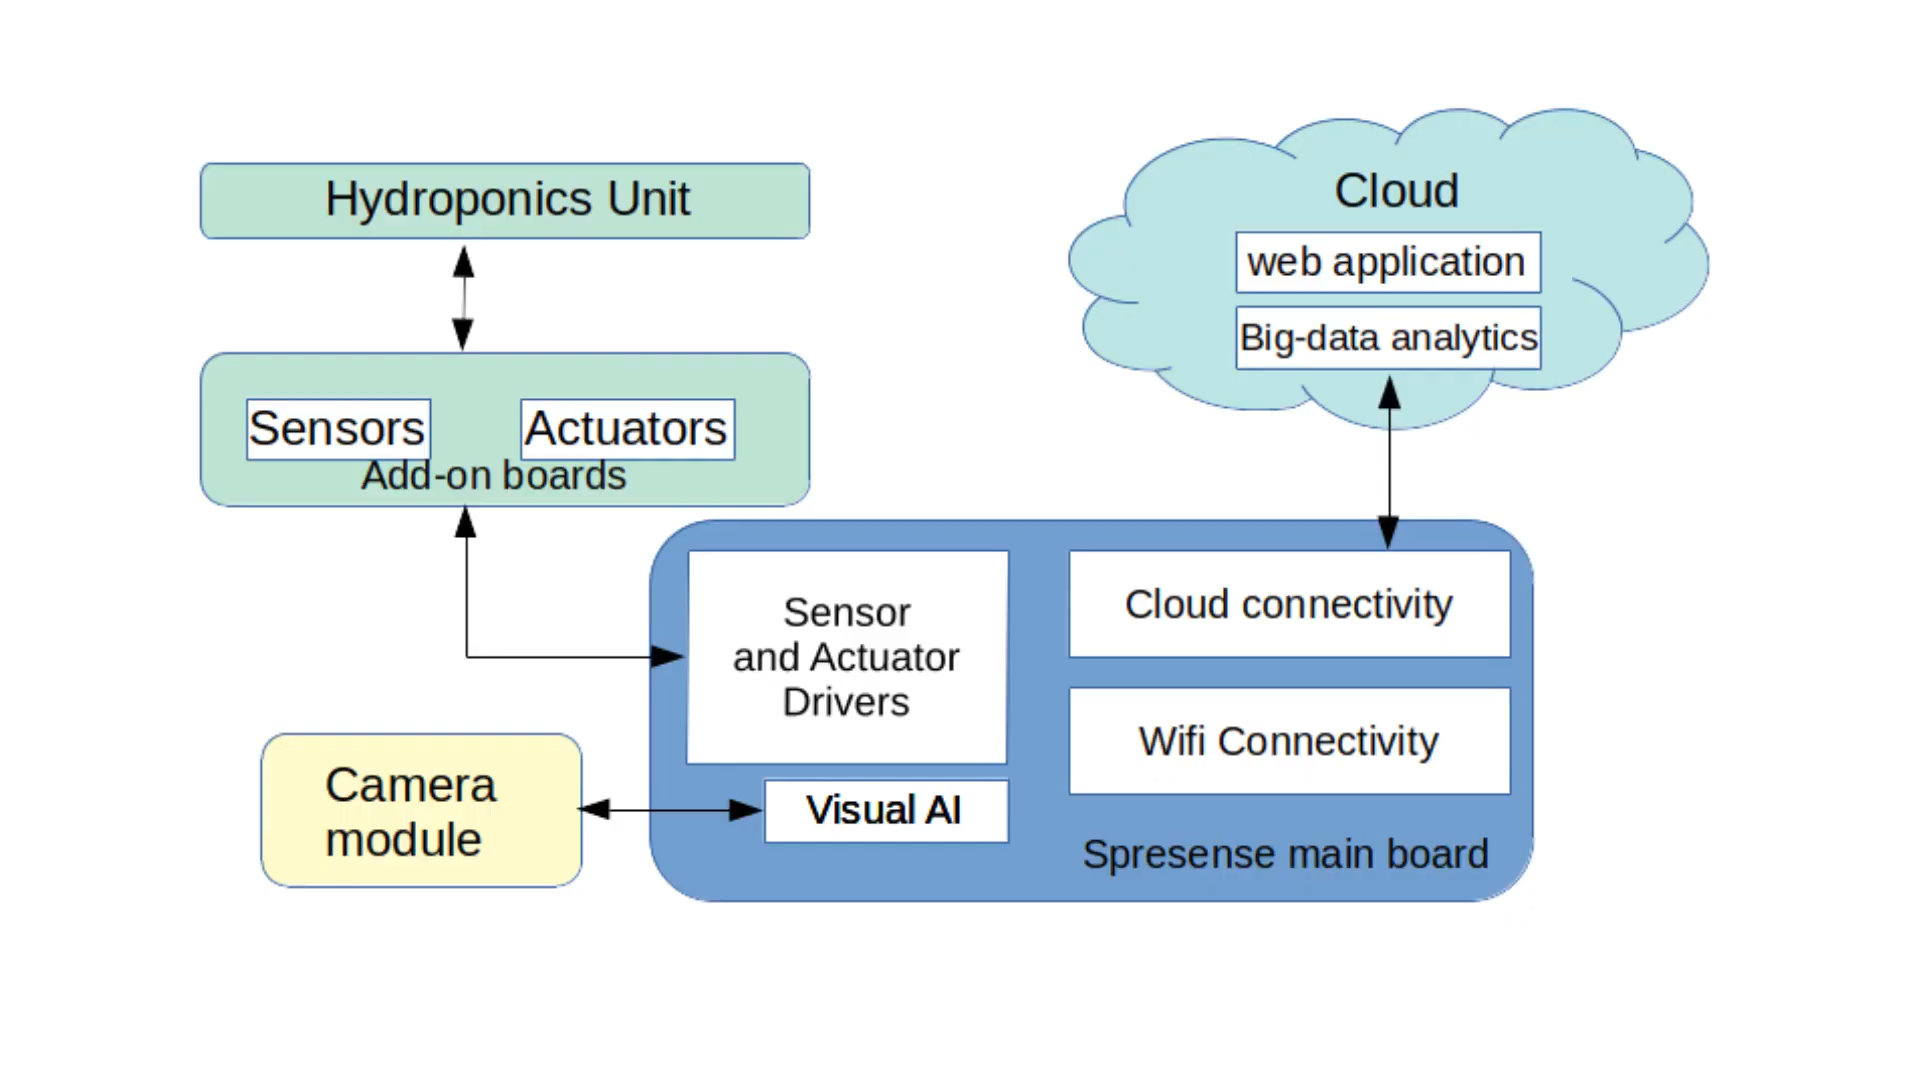 Hydroponics Unit
Sensors
Actuators
Add-on boards
Cloud
web application
Big-data analytics
Sensor
and Actuator
Drivers
Cloud connectivity
Wifi Connectivity
Camera
module
Visual AI
Spresense main board